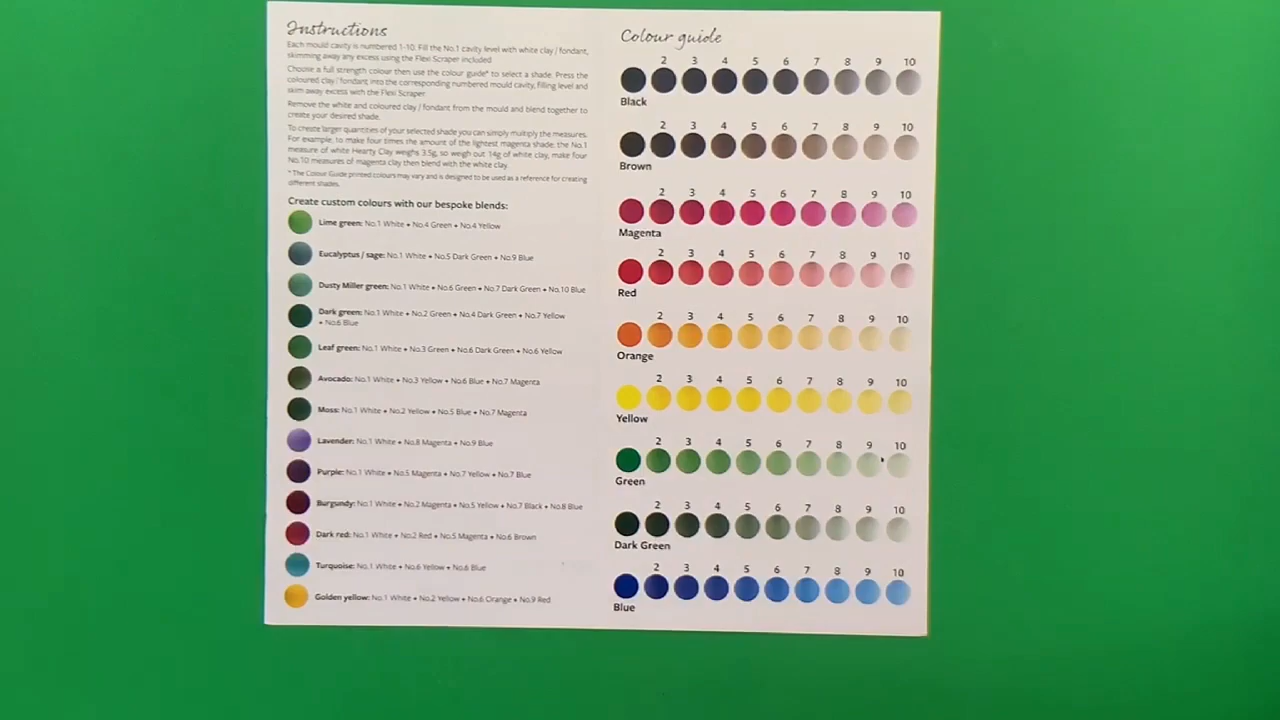 Instructions
Each mould cavity is numbered 1-10. Fill the No.1 cavity level with white clay / fondant,
skimming away any excess using the Flexi Scraper included
Choose a full strength colour then use the colour guide* to select a shade. Press the
coloured clay / fondant into the corresponding numbered mould cavity, filling level and
skim away excess with the Flexi Scraper.
Remove the white and coloured clay / fondant from the mould and blend together to
create your desired shade.
To create larger quantities of your selected shade you can simply multiply the measures.
For example, to make four times the amount of the lightest magenta shade; the No.1
measure of white Hearty Clay weighs 3.5g, so weigh out 14g of white clay, make four
No.10 measures of magenta clay then blend with the white clay.
* The Colour Guide printed colours may vary and is designed to be used as a reference for creating
different shades.
Create custom colours with our bespoke blends:
Lime green: No.1 White + No.4 Green + No.4 Yellow
Eucalyptus / sage: No.1 White + No.5 Dark Green + No.9 Blue
Dusty Miller green: No.1 White + No.6 Green + No.7 Dark Green + No.10 Blue
Dark green: No.1 White + No.2 Green + No.4 Dark Green + No.7 Yellow
+ No.6 Blue
Leaf green: No.1 White + No.3 Green + No.6 Dark Green + No.6 Yellow
Avocado: No.1 White + No.3 Yellow + No.6 Blue + No.7 Magenta
Moss: No.1 White + No.2 Yellow + No.5 Blue + No.7 Magenta
Lavender: No.1 White + No.8 Magenta + No.9 Blue
Purple: No.1 White + No.5 Magenta + No.7 Yellow + No.7 Blue
Burgundy: No.1 White + No.2 Magenta + No.5 Yellow + No.7 Black + No.8 Blue
Dark red: No.1 White + No.2 Red + No.5 Magenta + No.6 Brown
Turquoise: No.1 White + No.6 Yellow + No.6 Blue
Golden yellow: No.1 White + No.2 Yellow + No.6 Orange + No.9 Red
Colour guide
2 3 4 5 6 7 8 9 10
Black
2 3 4 5 6 7 8 9 10
Brown
2 3 4 5 6 7 8 9 10
Magenta
2 3 4 5 6 7 8 9 10
Red
2 3 4 5 6 7 8 9 10
Orange
2 3 4 5 6 7 8 9 10
Yellow
2 3 4 5 6 7 8 9 10
Green
2 3 4 5 6 7 8 9 10
Dark Green
2 3 4 5 6 7 8 9 10
Blue